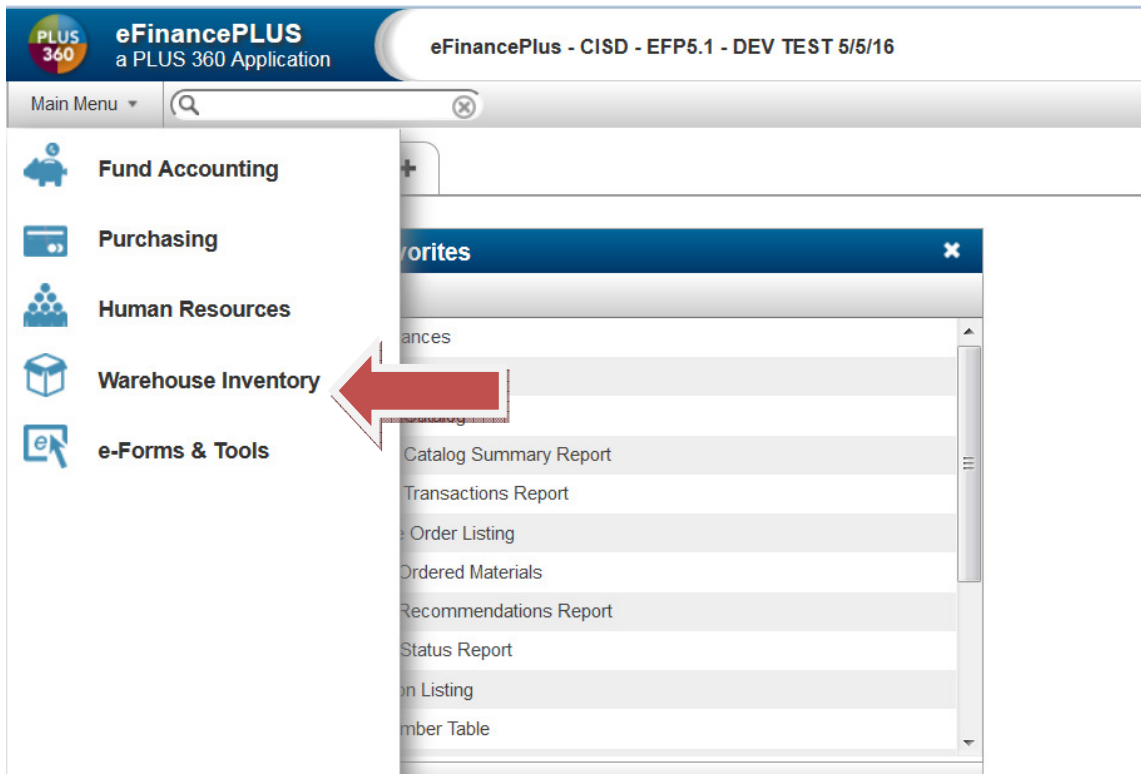 PLUS
360
eFinancePLUS
a PLUS 360 Application
eFinancePlus - CISD - EFP5.1 - DEV TEST 5/5/16
Main Menu
Fund Accounting
Purchasing
Human Resources
Warehouse Inventory
e-Forms & Tools
+
vorites
ances
Catalog
Catalog Summary Report
Transactions Report
e Order Listing
Ordered Materials
Recommendations Report
Status Report
on Listing
mber Table